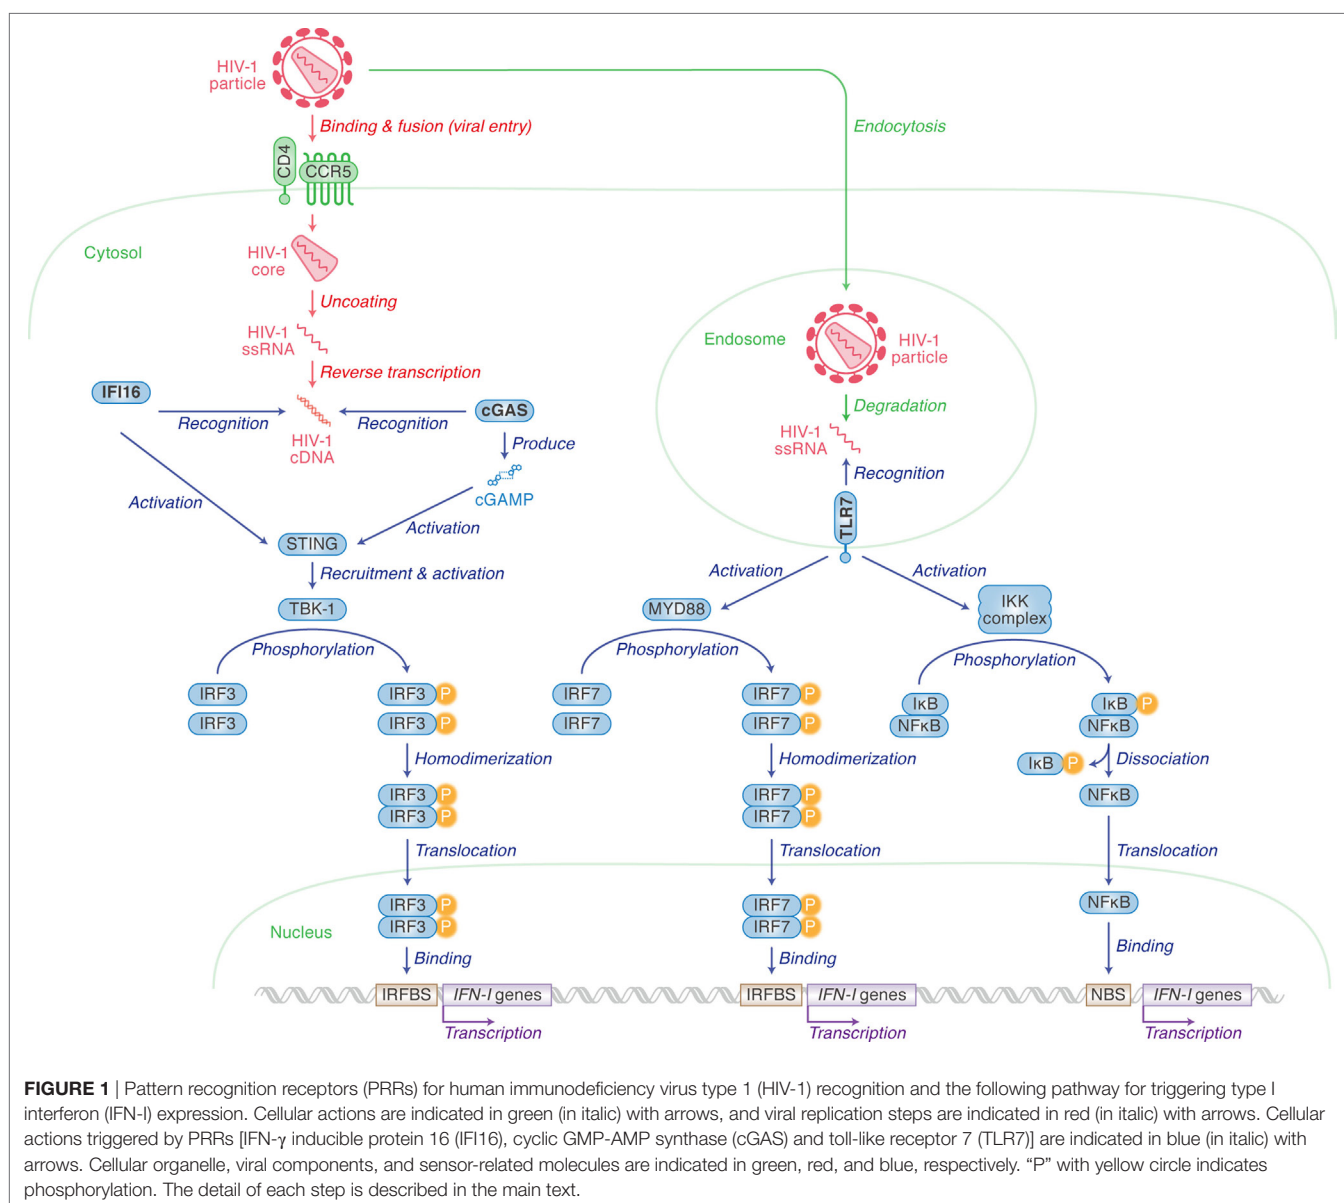 HIV-1
particle
Binding & fusion (viral entry)
Endocytosis
CD4
CCR5
Cytosol
HIV-1
core
Uncoating
HIV-1
ssRNA
Reverse transcription
IFI16
Recognition
HIV-1
cDNA
Recognition
cGAS
Produce
cGAMP
Activation
Activation
STING
Recruitment & activation
TBK-1
Phosphorylation
IRF3
IRF3
IRF3 P
IRF3 P
Homodimerization
IRF3 P
IRF3 P
Translocation
IRF3 P
IRF3 P
Nucleus
Binding
IRFBS
IFN-I genes
Transcription
Endosome
HIV-1
particle
Degradation
HIV-1
ssRNA
Recognition
TLR7
Activation
Activation
MYD88
Phosphorylation
IRF7
IRF7
IRF7 P
IRF7 P
Homodimerization
IRF7 P
IRF7 P
Translocation
IRF7 P
IRF7 P
Binding
IRFBS
IFN-I genes
Transcription
IKK
complex
Phosphorylation
IκB
NFκB
IκB P
NFκB
IκB P
Dissociation
NFκB
Translocation
NFκB
Binding
NBS
IFN-I genes
Transcription
FIGURE 1 | Pattern recognition receptors (PRRs) for human immunodeficiency virus type 1 (HIV-1) recognition and the following pathway for triggering type I
interferon (IFN-I) expression. Cellular actions are indicated in green (in italic) with arrows, and viral replication steps are indicated in red (in italic) with arrows. Cellular
actions triggered by PRRs [IFN-γ inducible protein 16 (IFI16), cyclic GMP-AMP synthase (cGAS) and toll-like receptor 7 (TLR7)] are indicated in blue (in italic) with
arrows. Cellular organelle, viral components, and sensor-related molecules are indicated in green, red, and blue, respectively. “P” with yellow circle indicates
phosphorylation. The detail of each step is described in the main text.